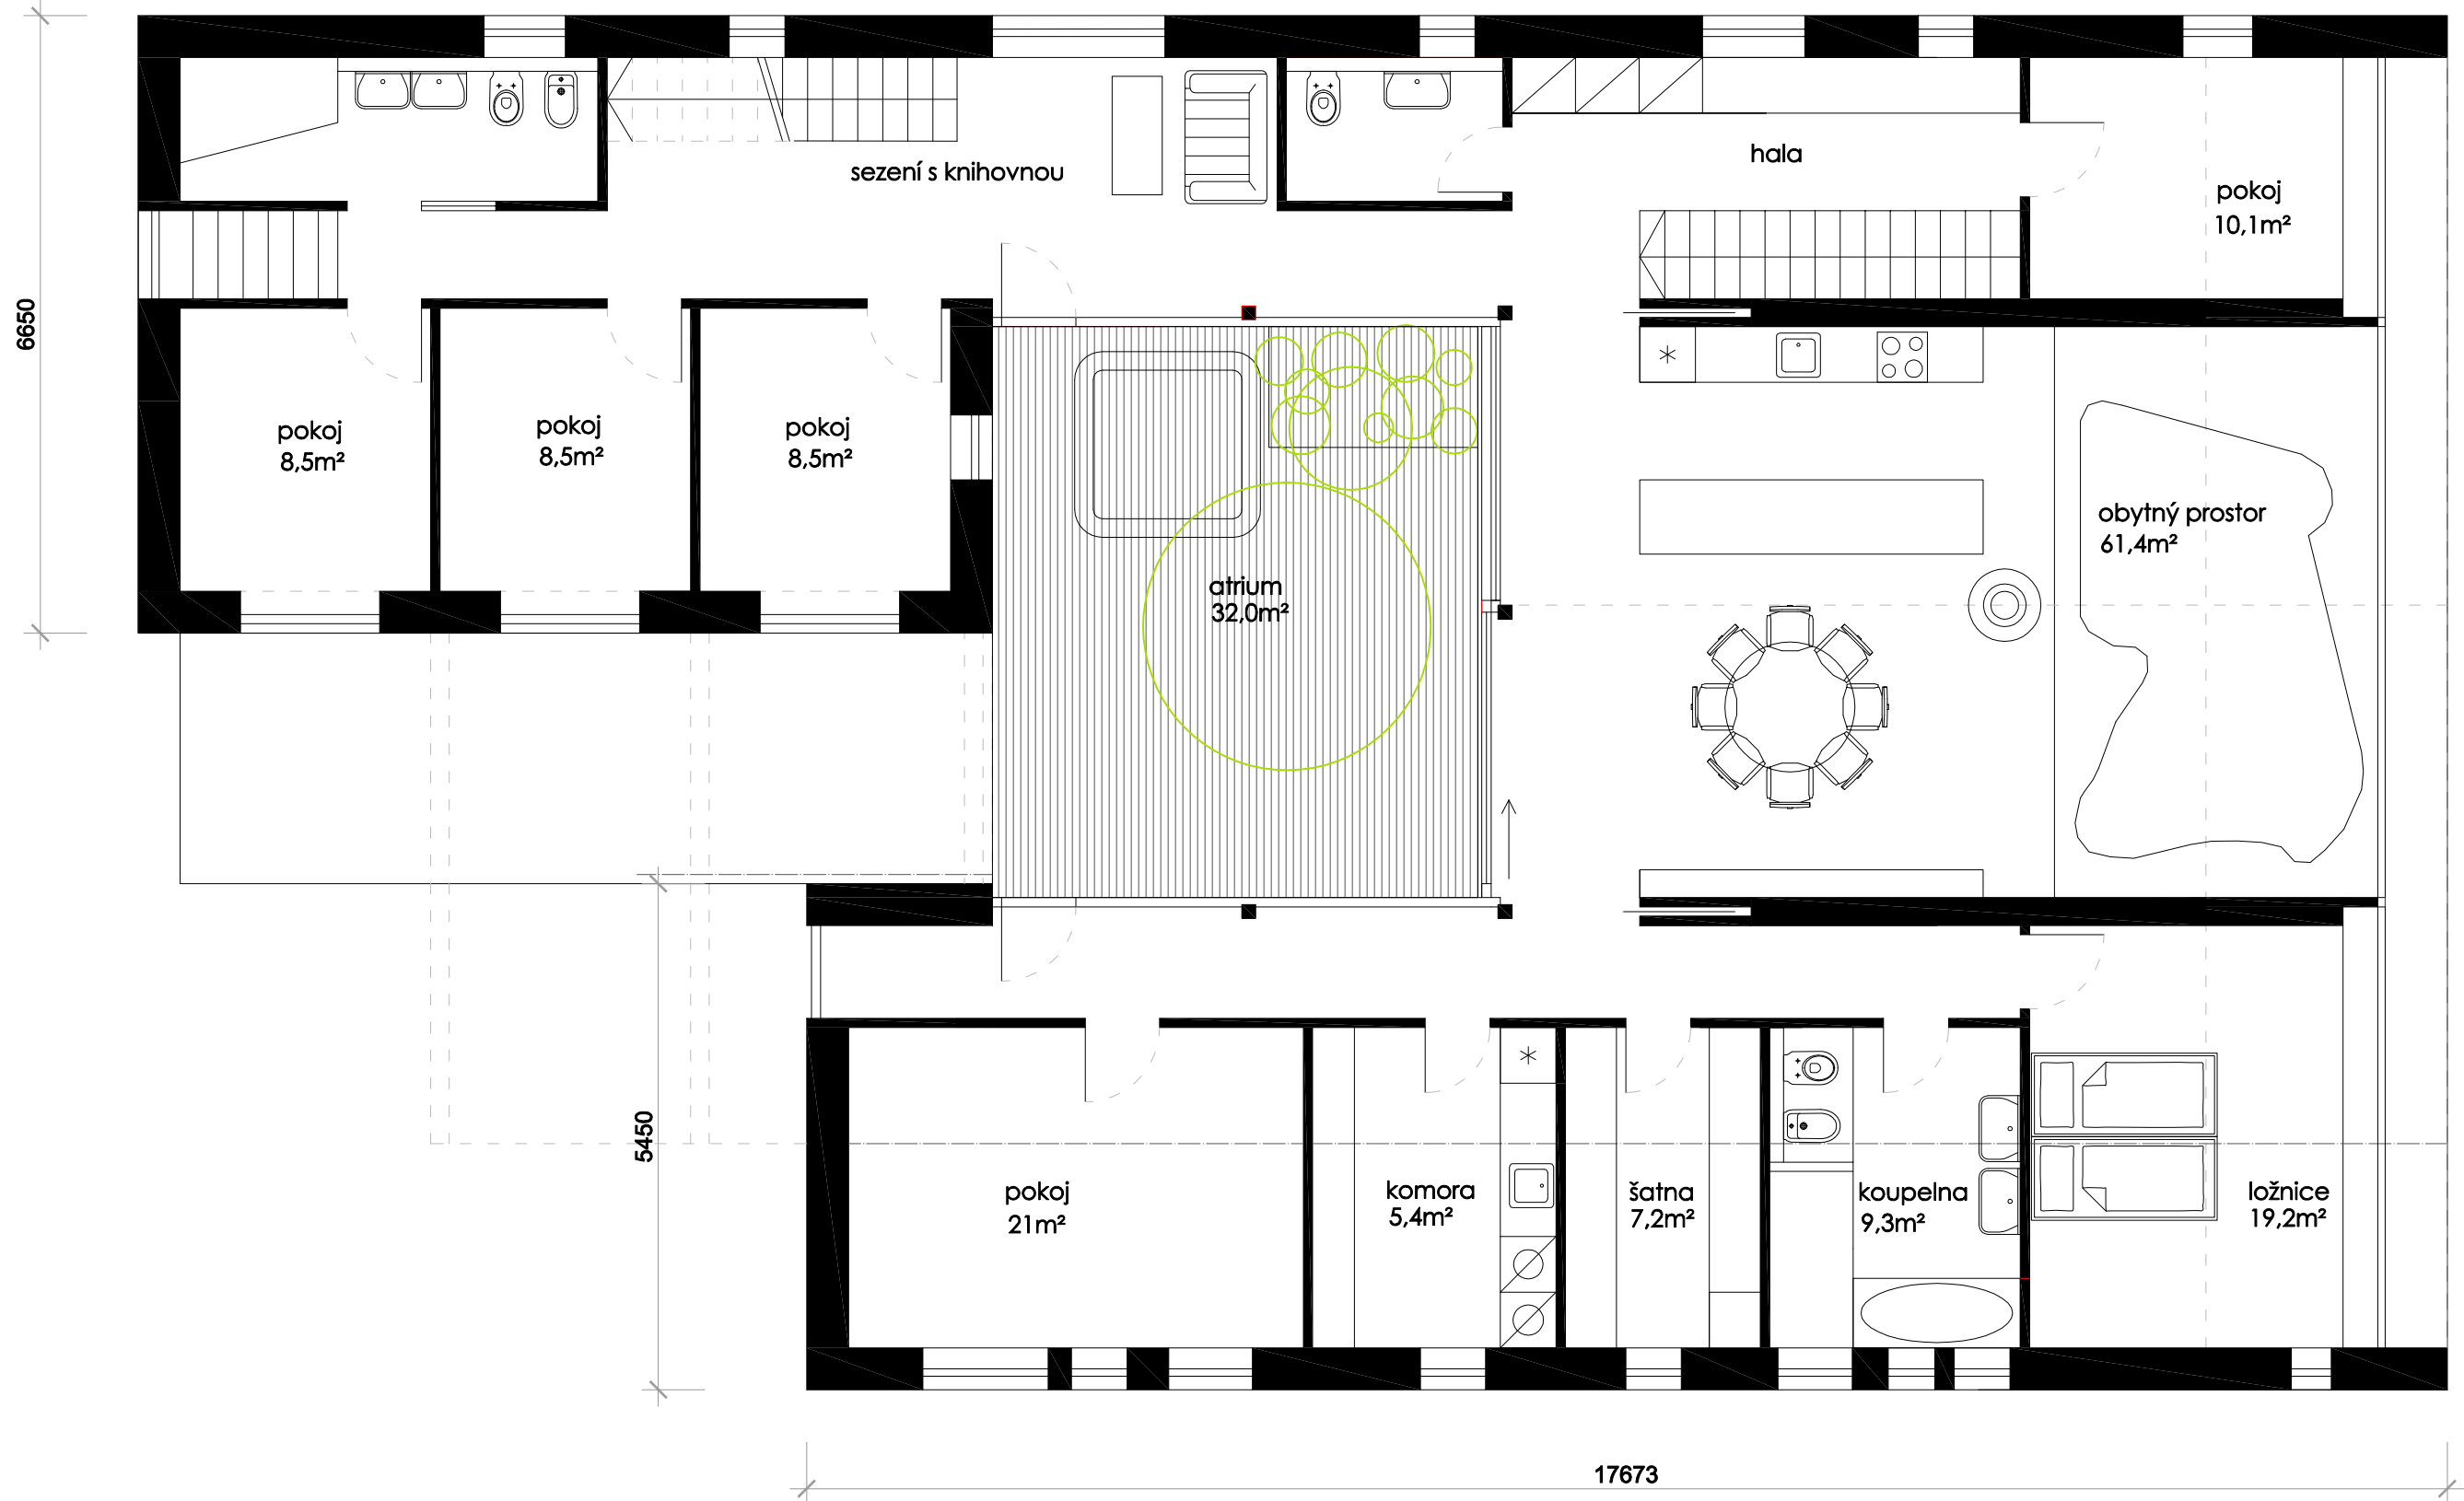 sezení s knihovnou
hala
pokoj
10,1m²
6650
pokoj
8,5m²
pokoj
8,5m²
pokoj
8,5m²
obytný prostor
61,4m²
atrium
32,0m²
5450
pokoj
21m²
komora
5,4m²
šatna
7,2m²
koupelna
9,3m²
ložnice
19,2m²
17673